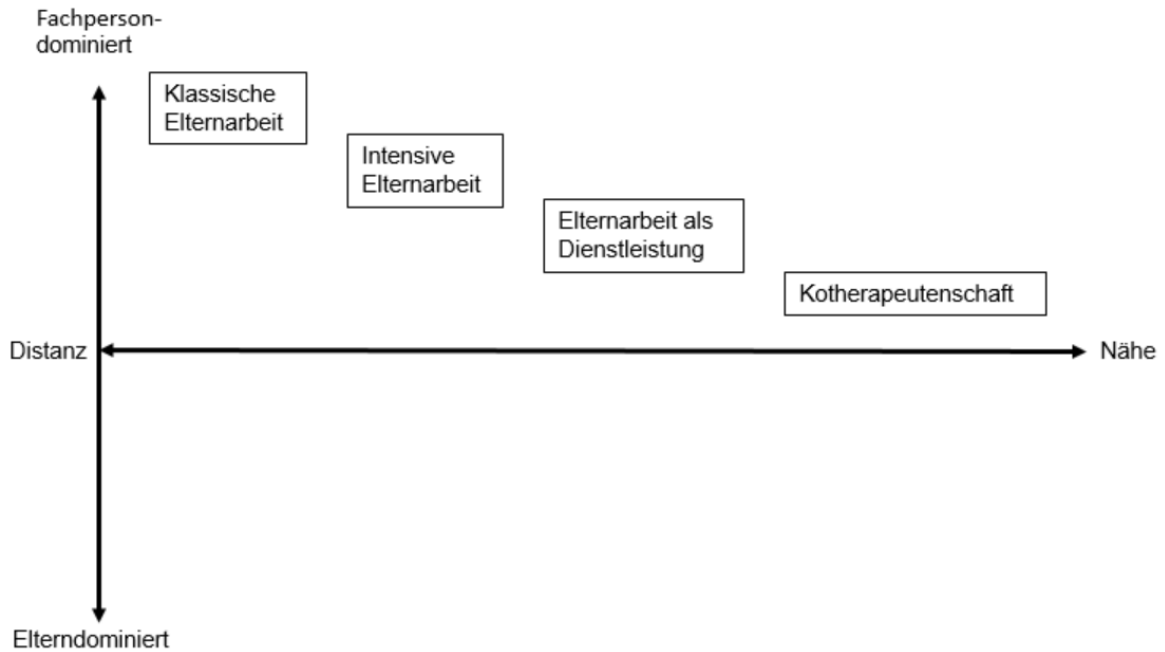 Fachperson-
dominiert
Klassische
Elternarbeit
Intensive
Elternarbeit
Elternarbeit als
Dienstleistung
Kotherapeutenschaft
Distanz
Nähe
Elterndominiert